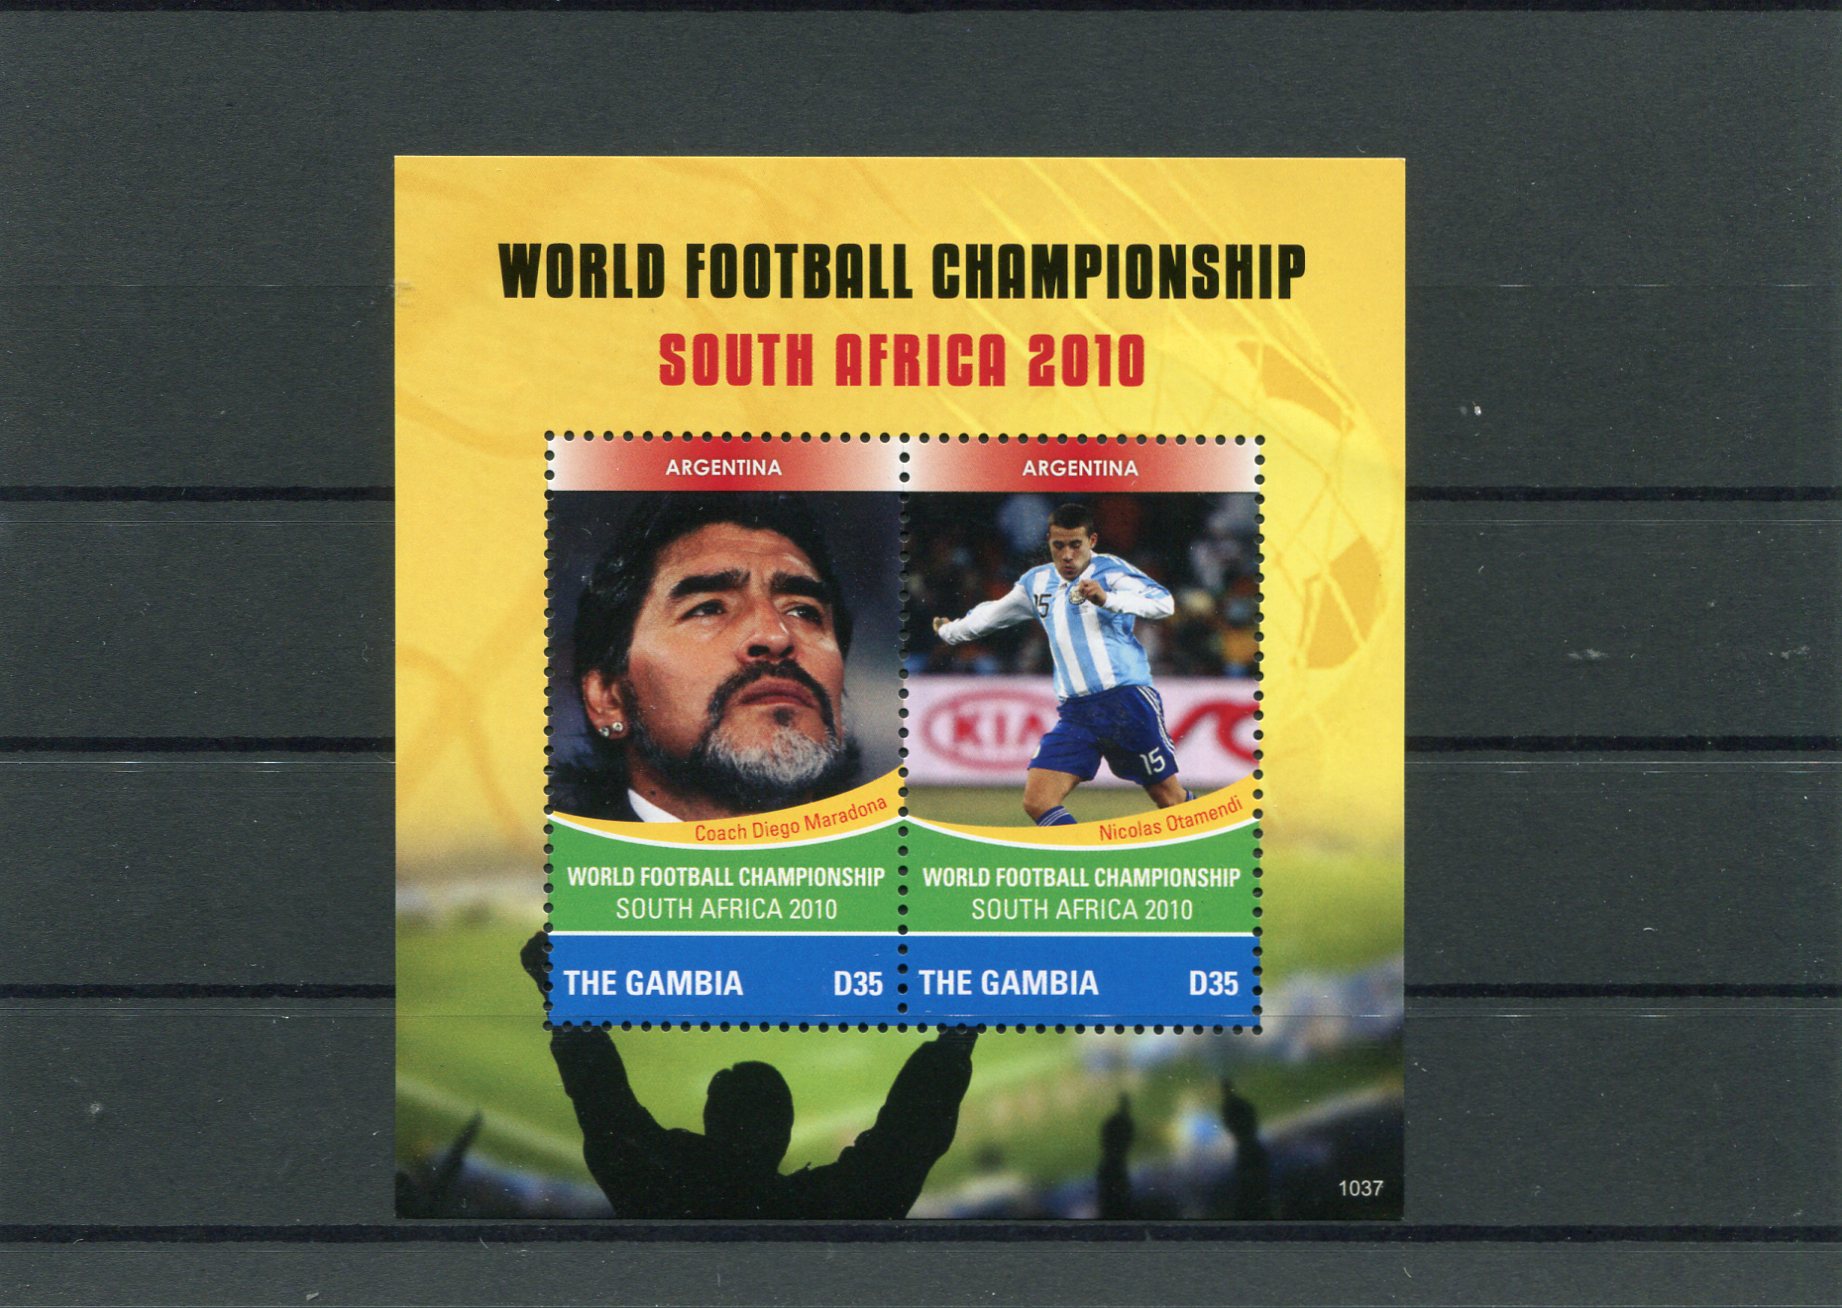 WORLD FOOTBALL CHAMPIONSHIP
SOUTH AFRICA 2010
ARGENTINA
15
KIA
15
Coach Diego Maradona
WORLD FOOTBALL CHAMPIONSHIP
SOUTH AFRICA 2010
THE GAMBIA D35
ARGENTINA
Nicolas Otamendi
WORLD FOOTBALL CHAMPIONSHIP
SOUTH AFRICA 2010
THE GAMBIA D35
1037